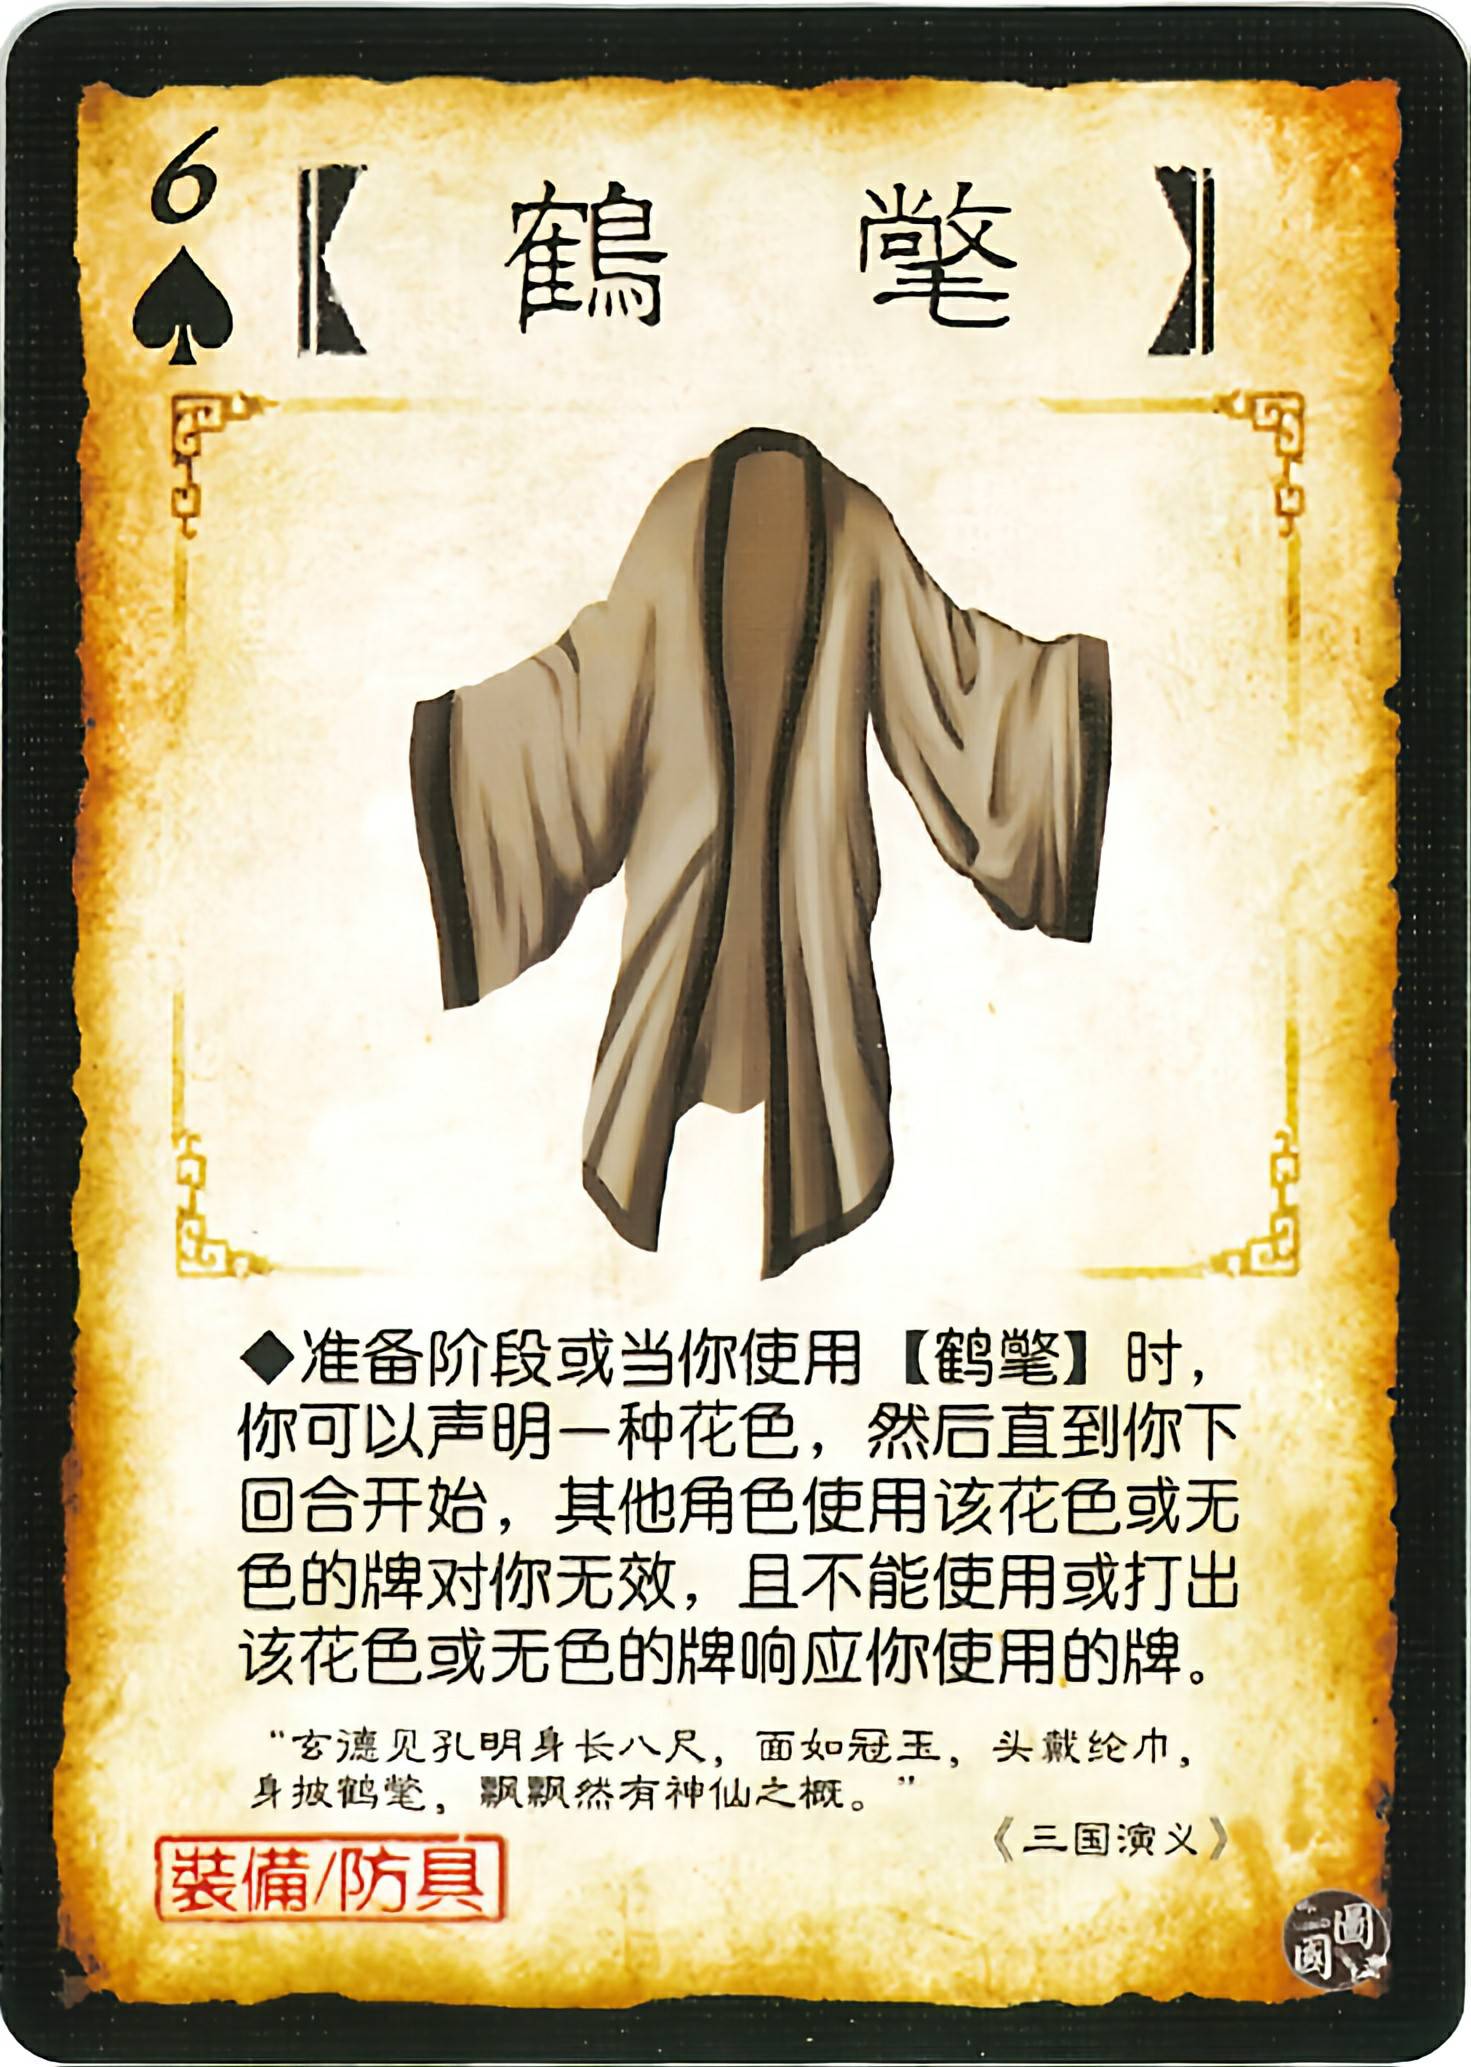 6
【鶴氅】
◆准备阶段或当你使用【鹤氅】时，
你可以声明一种花色，然后直到你下
回合开始，其他角色使用该花色或无
色的牌对你无效，且不能使用或打出
该花色或无色的牌响应你使用的牌。
“玄德见孔明身长八尺，面如冠玉，头戴纶巾，
身披鹤氅，飘飘然有神仙之概。”
《三国演义》
装備/防具